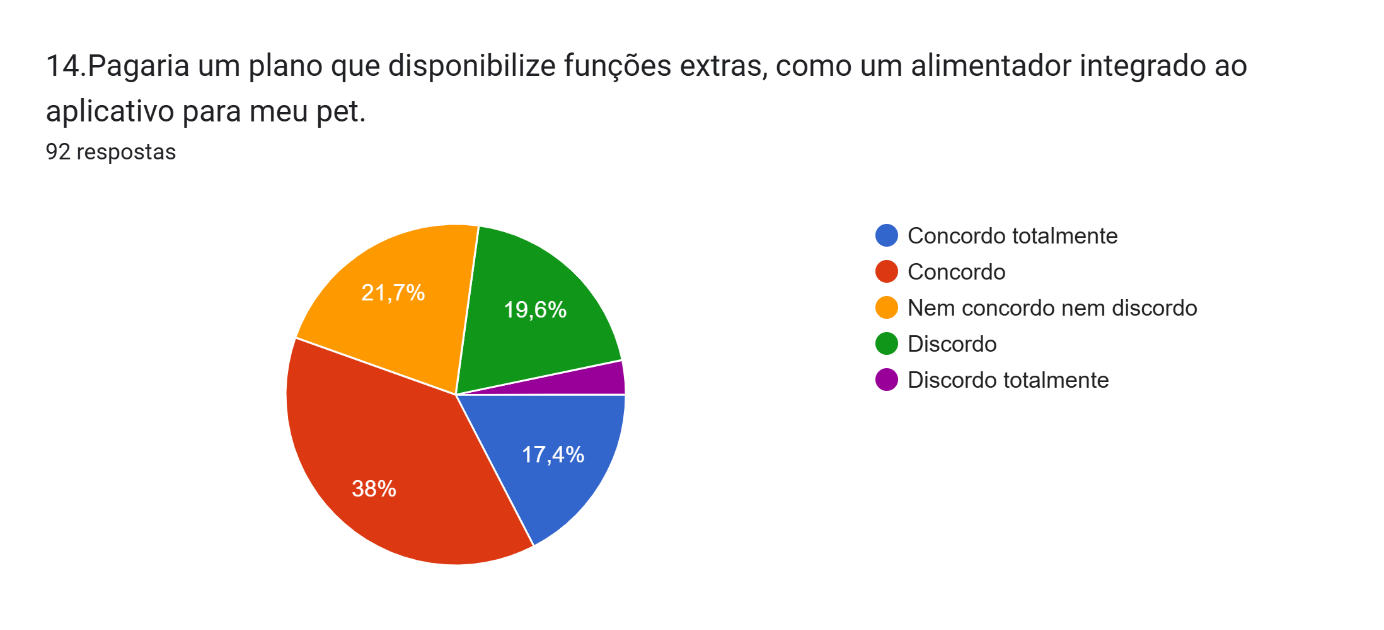 14.Pagaria um plano que disponibilize funções extras, como um alimentador integrado ao
aplicativo para meu pet.
92 respostas
21,7%
19,6%
17,4%
38%
Concordo totalmente
Concordo
Nem concordo nem discordo
Discordo
Discordo totalmente